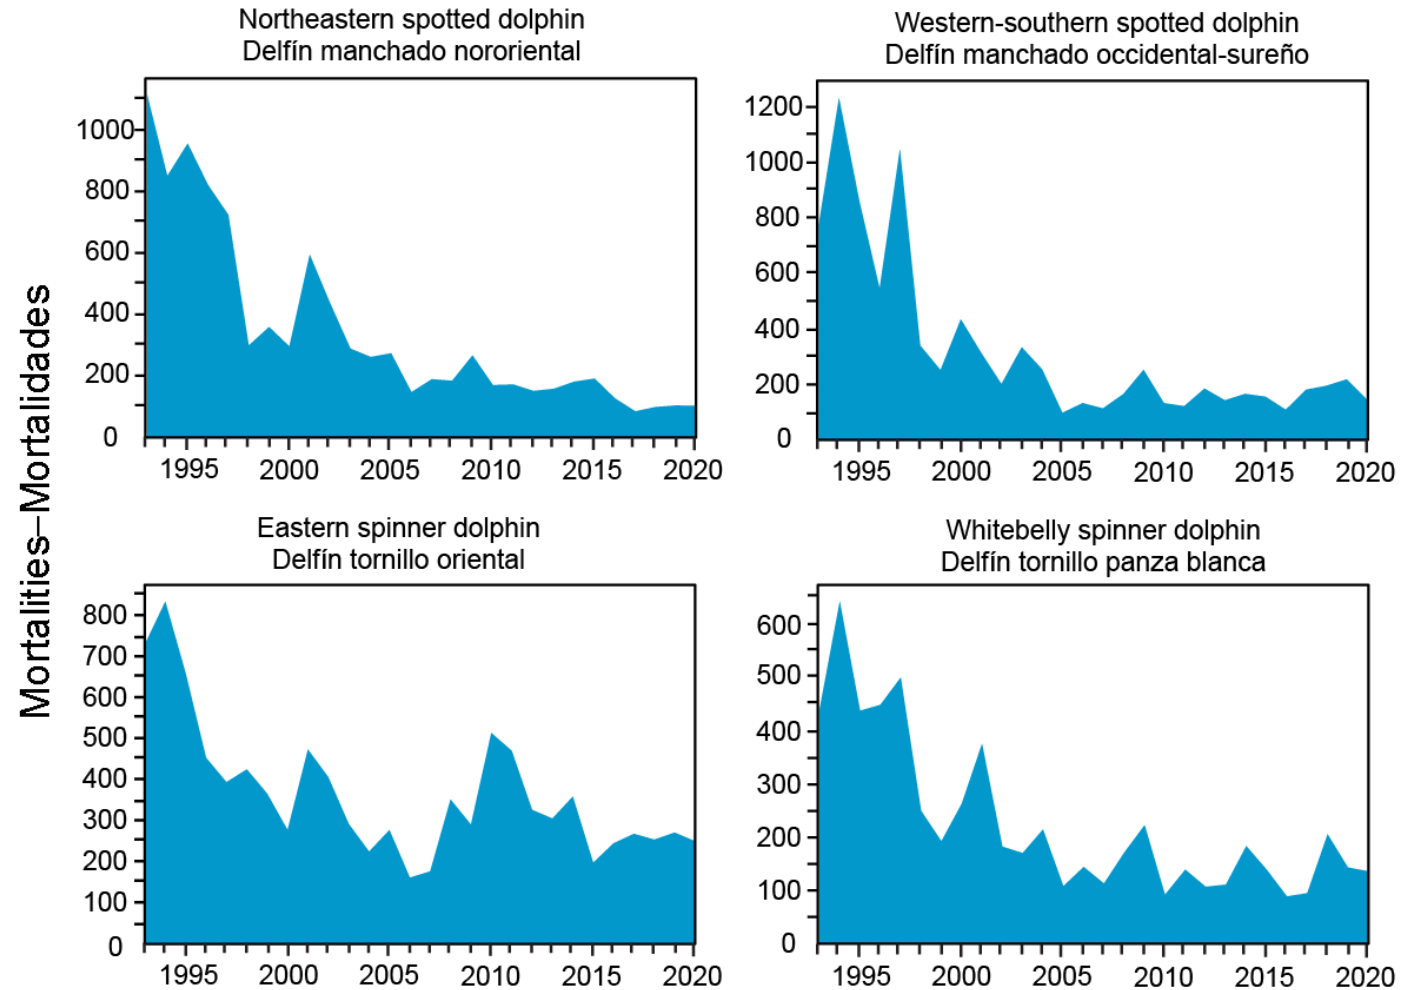 Mortalities–Mortalidades
Northeastern spotted dolphin
Delfín manchado nororiental
1000
800
600
400
200
0
1995 2000 2005 2010 2015 2020
Western-southern spotted dolphin
Delfín manchado occidental-sureño
1200
1000
800
600
400
200
0
1995 2000 2005 2010 2015 2020
Eastern spinner dolphin
Delfín tornillo oriental
800
700
600
500
400
300
200
100
0
1995 2000 2005 2010 2015 2020
Whitebelly spinner dolphin
Delfín tornillo panza blanca
600
500
400
300
200
100
0
1995 2000 2005 2010 2015 2020